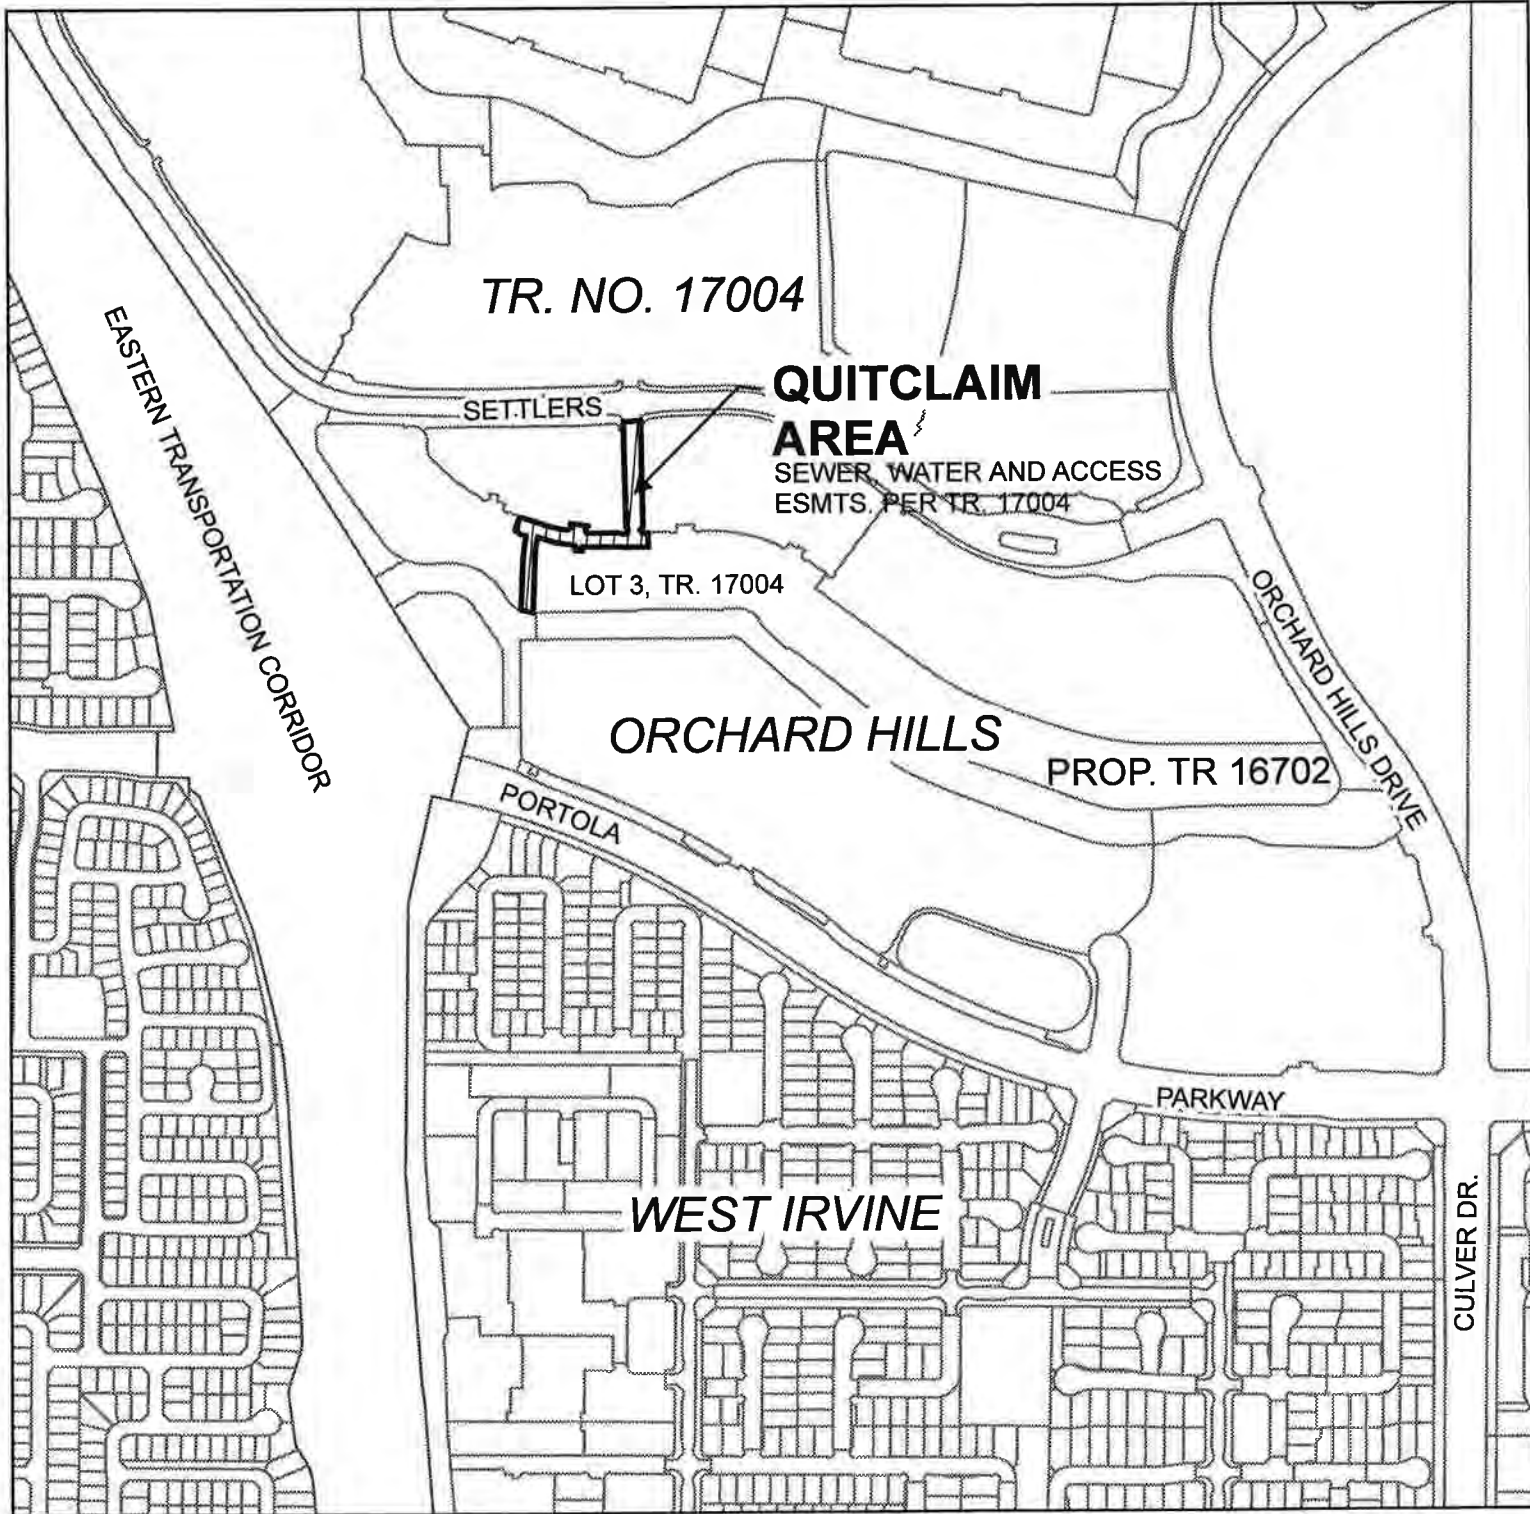 TR. NO. 17004
EASTERN TRANSPORTATION CORRIDOR
QUITCLAIM
AREA
SETTLERS
SEWER, WATER AND ACCESS
ESMTS. PER TR. 17004
LOT 3, TR. 17004
ORCHARD HILLS DRIVE
ORCHARD HILLS
PROP. TR 16702
PORTOLA
PARKWAY
WEST IRVINE
CULVER DR.